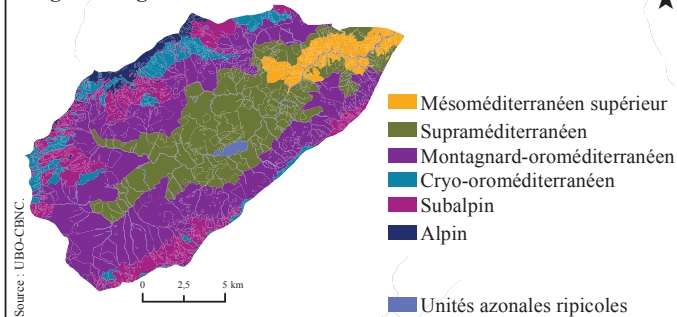 Mésoméditerranéen supérieur
Supraméditerranéen
Montagnard-oroméditerranéen
Cryo-oroméditerranéen
Subalpin
Alpin
Unités azonales ripicoles
0 2,5 5 km
Source : UBO-CBNC.